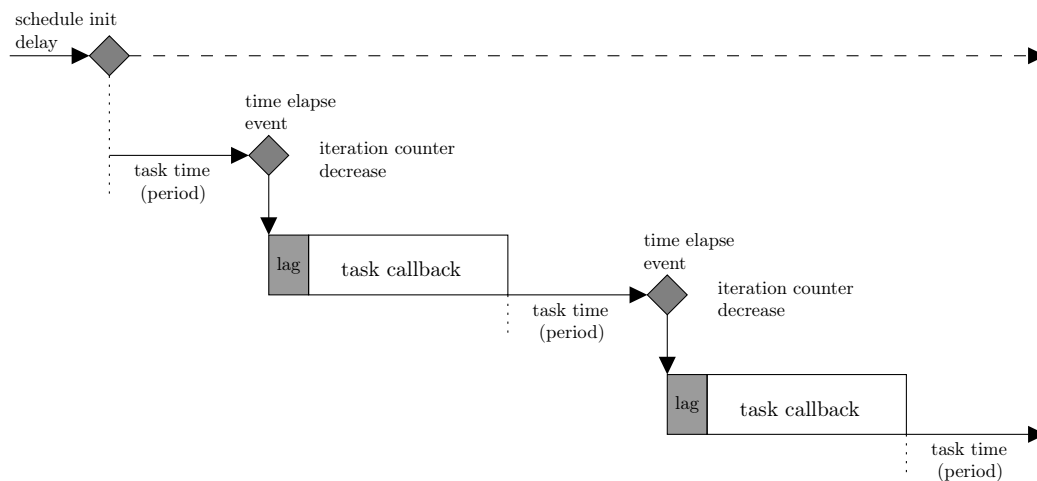 schedule init
delay
time elapse
event
iteration counter
decrease
task time
(period)
lag
task callback
time elapse
event
iteration counter
decrease
task time
(period)
lag
task callback
task time
(period)